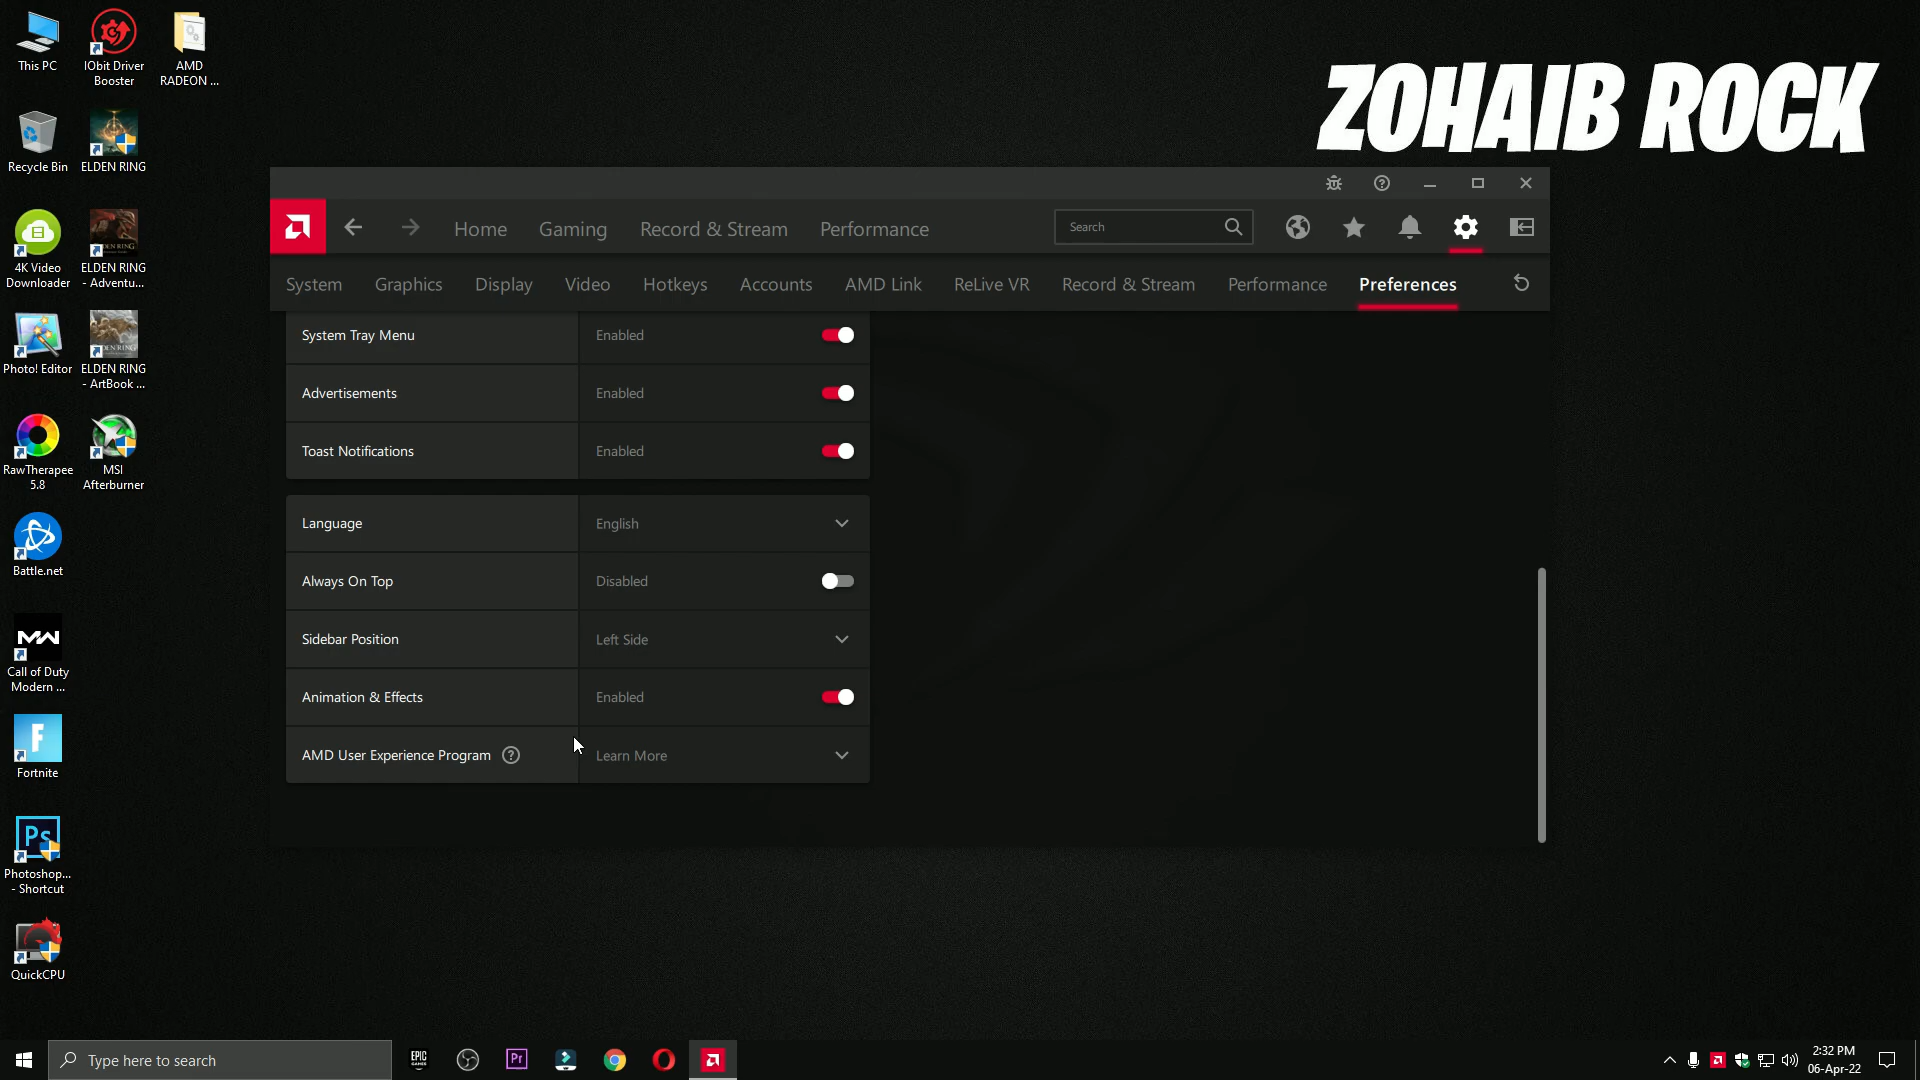 This PC
IObit Driver
Booster
AMD
RADEON ...
Recycle Bin
ELDEN RING
4K Video
Downloader
ELDEN RING
- Adventu...
Photo! Editor
ELDEN RING
- ArtBook ...
RawTherapee
5.8
MSI
Afterburner
Battle.net
MW
Call of Duty
Modern ...
F
Fortnite
Ps
Photoshop...
- Shortcut
QuickCPU
ZOHAIB ROCK
Home
Gaming
Record & Stream
Performance
Search
System
Graphics
Display
Video
Hotkeys
Accounts
AMD Link
ReLive VR
Record & Stream
Performance
Preferences
System Tray Menu
Enabled
Advertisements
Enabled
Toast Notifications
Enabled
Language
English
Always On Top
Disabled
Sidebar Position
Left Side
Animation & Effects
Enabled
AMD User Experience Program
Learn More
Type here to search
EPIC
GAMES
Pr
2:32 PM
06-Apr-22